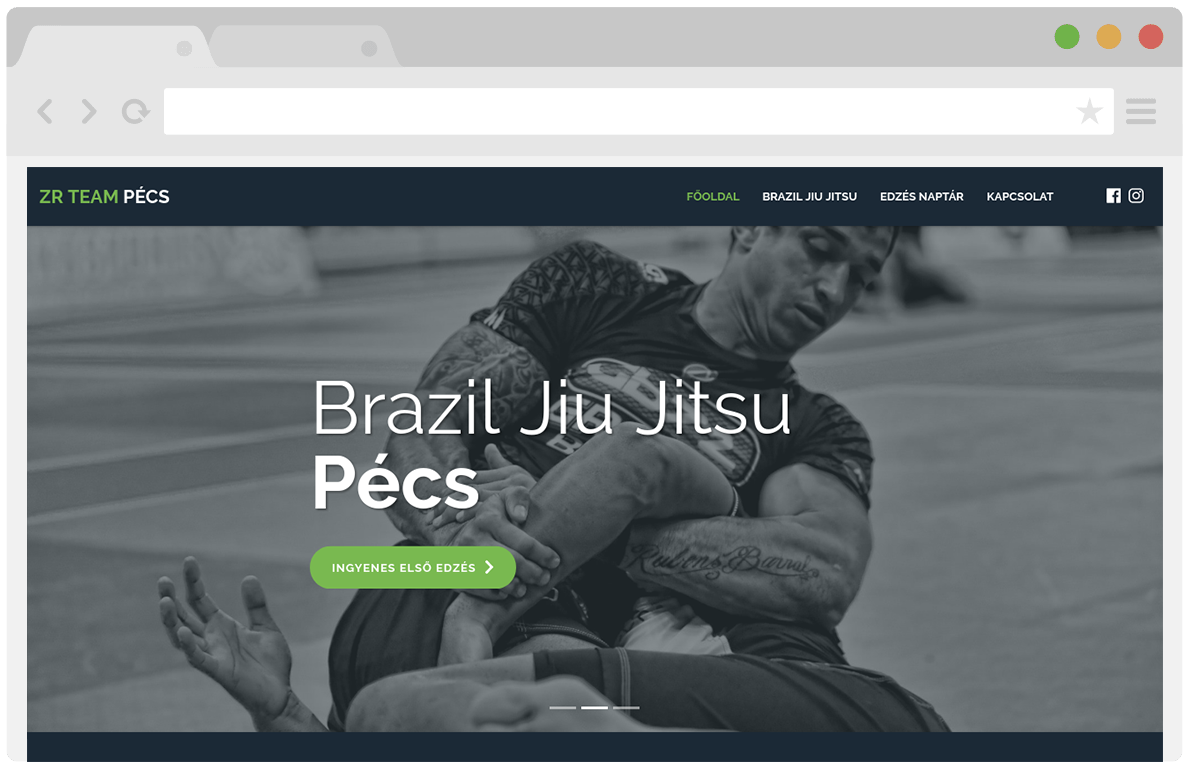 ZR TEAM PÉCS
FŐOLDAL BRAZIL JIU JITSU EDZÉS NAPTÁR KAPCSOLAT
Brazil Jiu Jitsu
Pécs
INGYENES ELSŐ EDZÉS